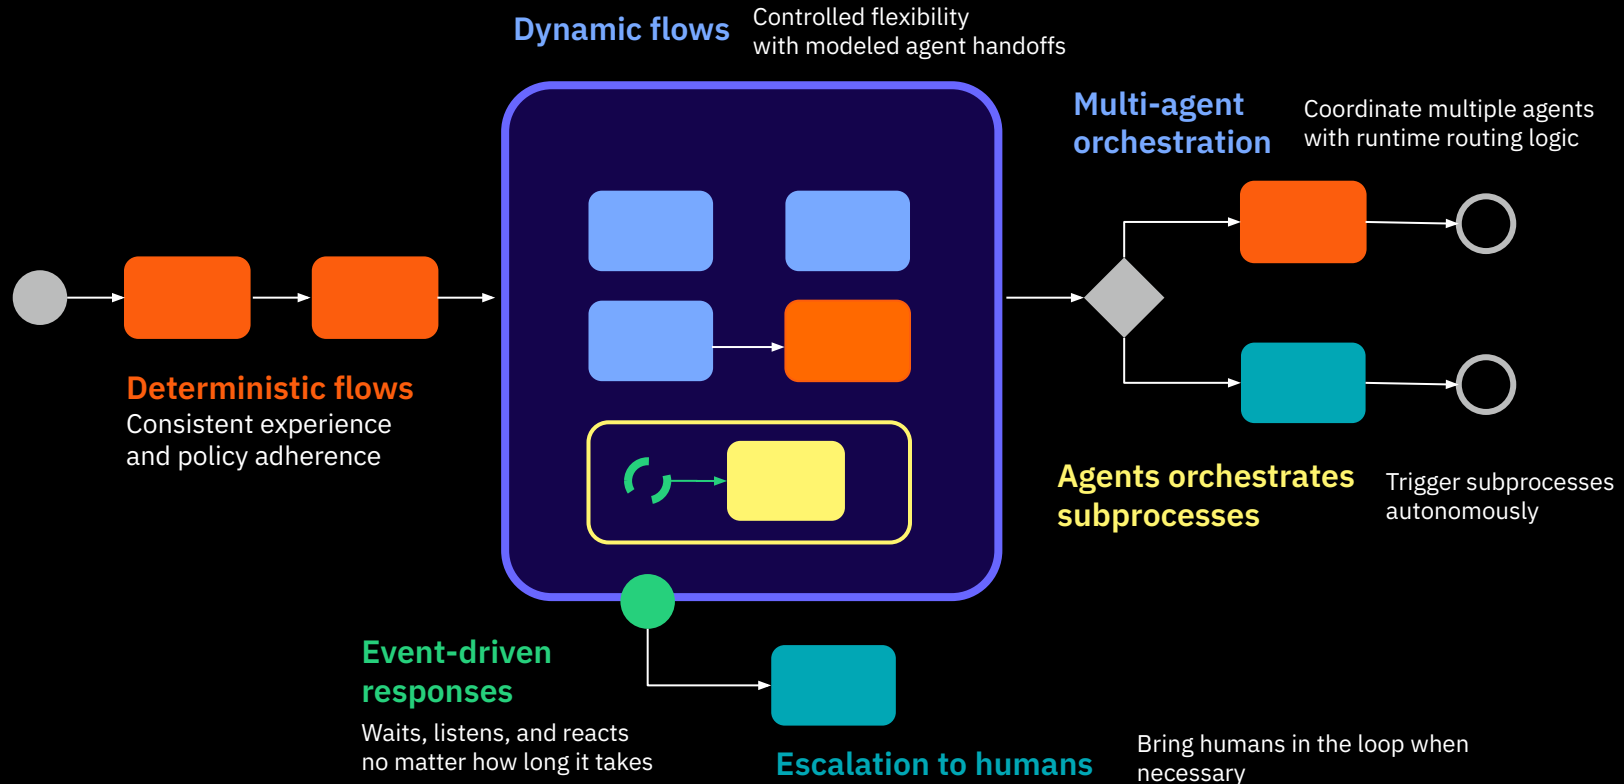 Dynamic flows
Controlled flexibility
with modeled agent handoffs
Multi-agent
orchestration
Coordinate multiple agents
with runtime routing logic
Deterministic flows
Consistent experience
and policy adherence
Agents orchestrates
subprocesses
Trigger subprocesses
autonomously
Event-driven
responses
Waits, listens, and reacts
no matter how long it takes
Escalation to humans
Bring humans in the loop when
necessary